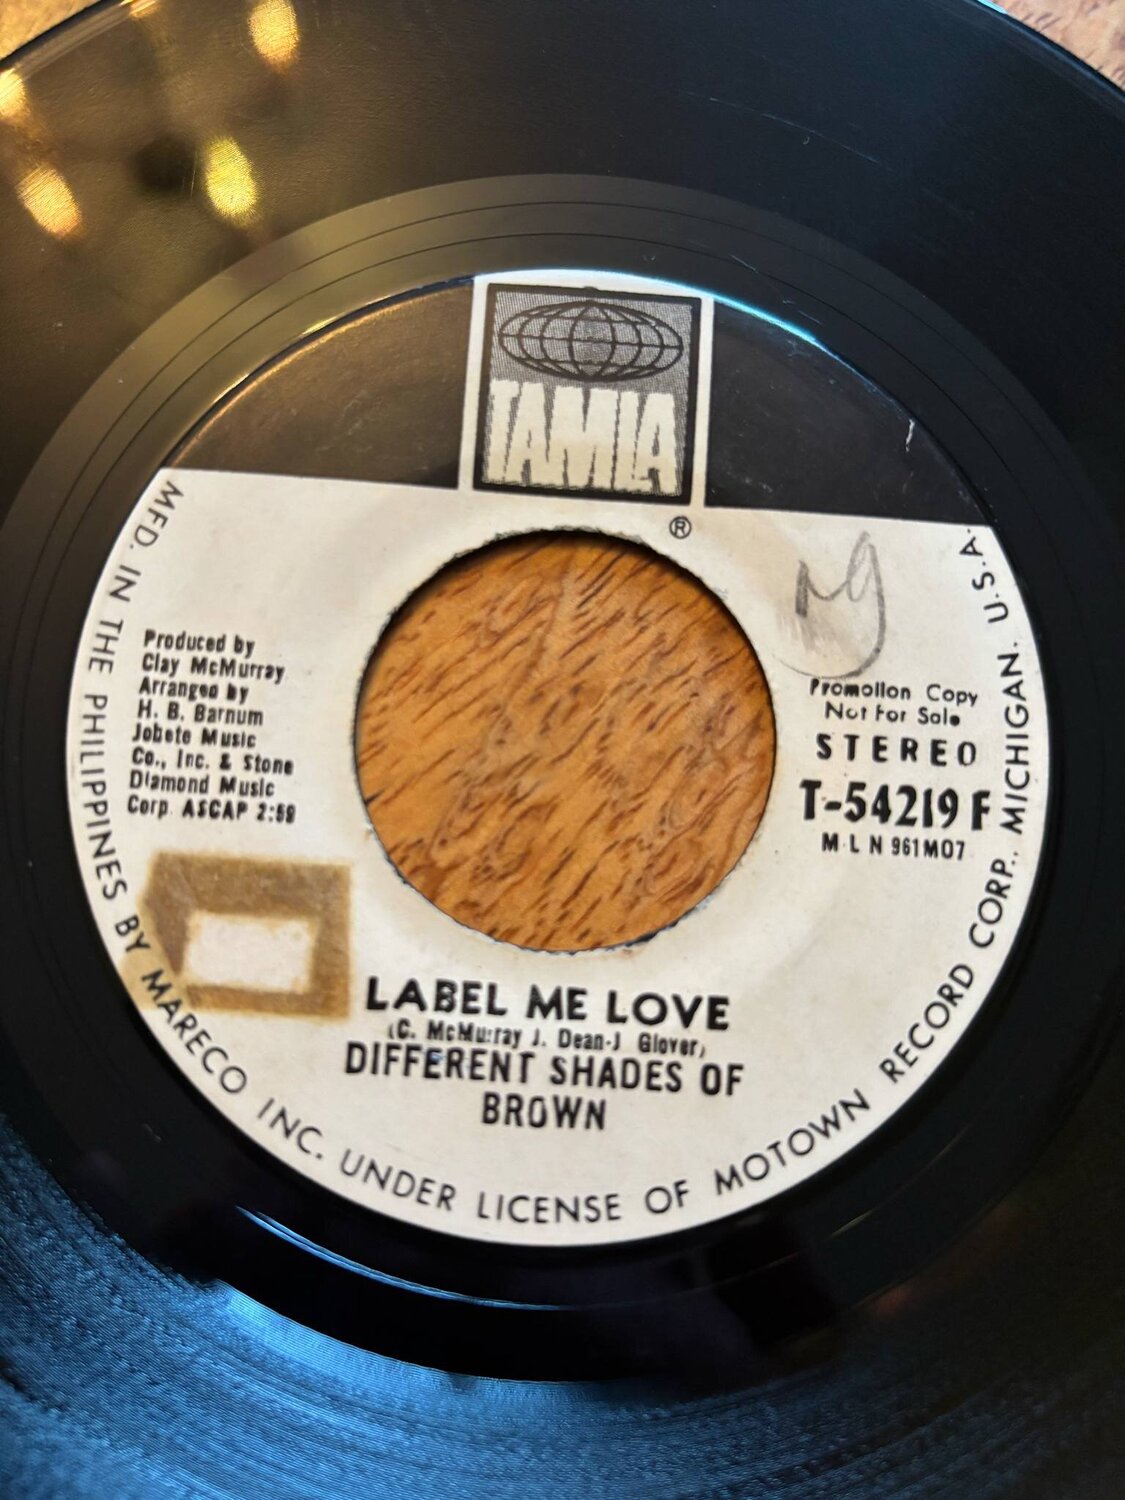 TAMLA
®
Produced by
Clay McMurray
Arranged by
H. B. Barnum
Jobete Music
Co., Inc. & Stone
Diamond Music
Corp. ASCAP 2:59
Promotion Copy
Not For Sale
STEREO
T-54219 F
M L N 961M07
LABEL ME LOVE
(C. McMurray J. Dean-J Glover)
DIFFERENT SHADES OF
BROWN
MFD. IN THE PHILIPPINES BY MARECO INC. UNDER LICENSE OF MOTOWN RECORD CORP., MICHIGAN. U.S.A.